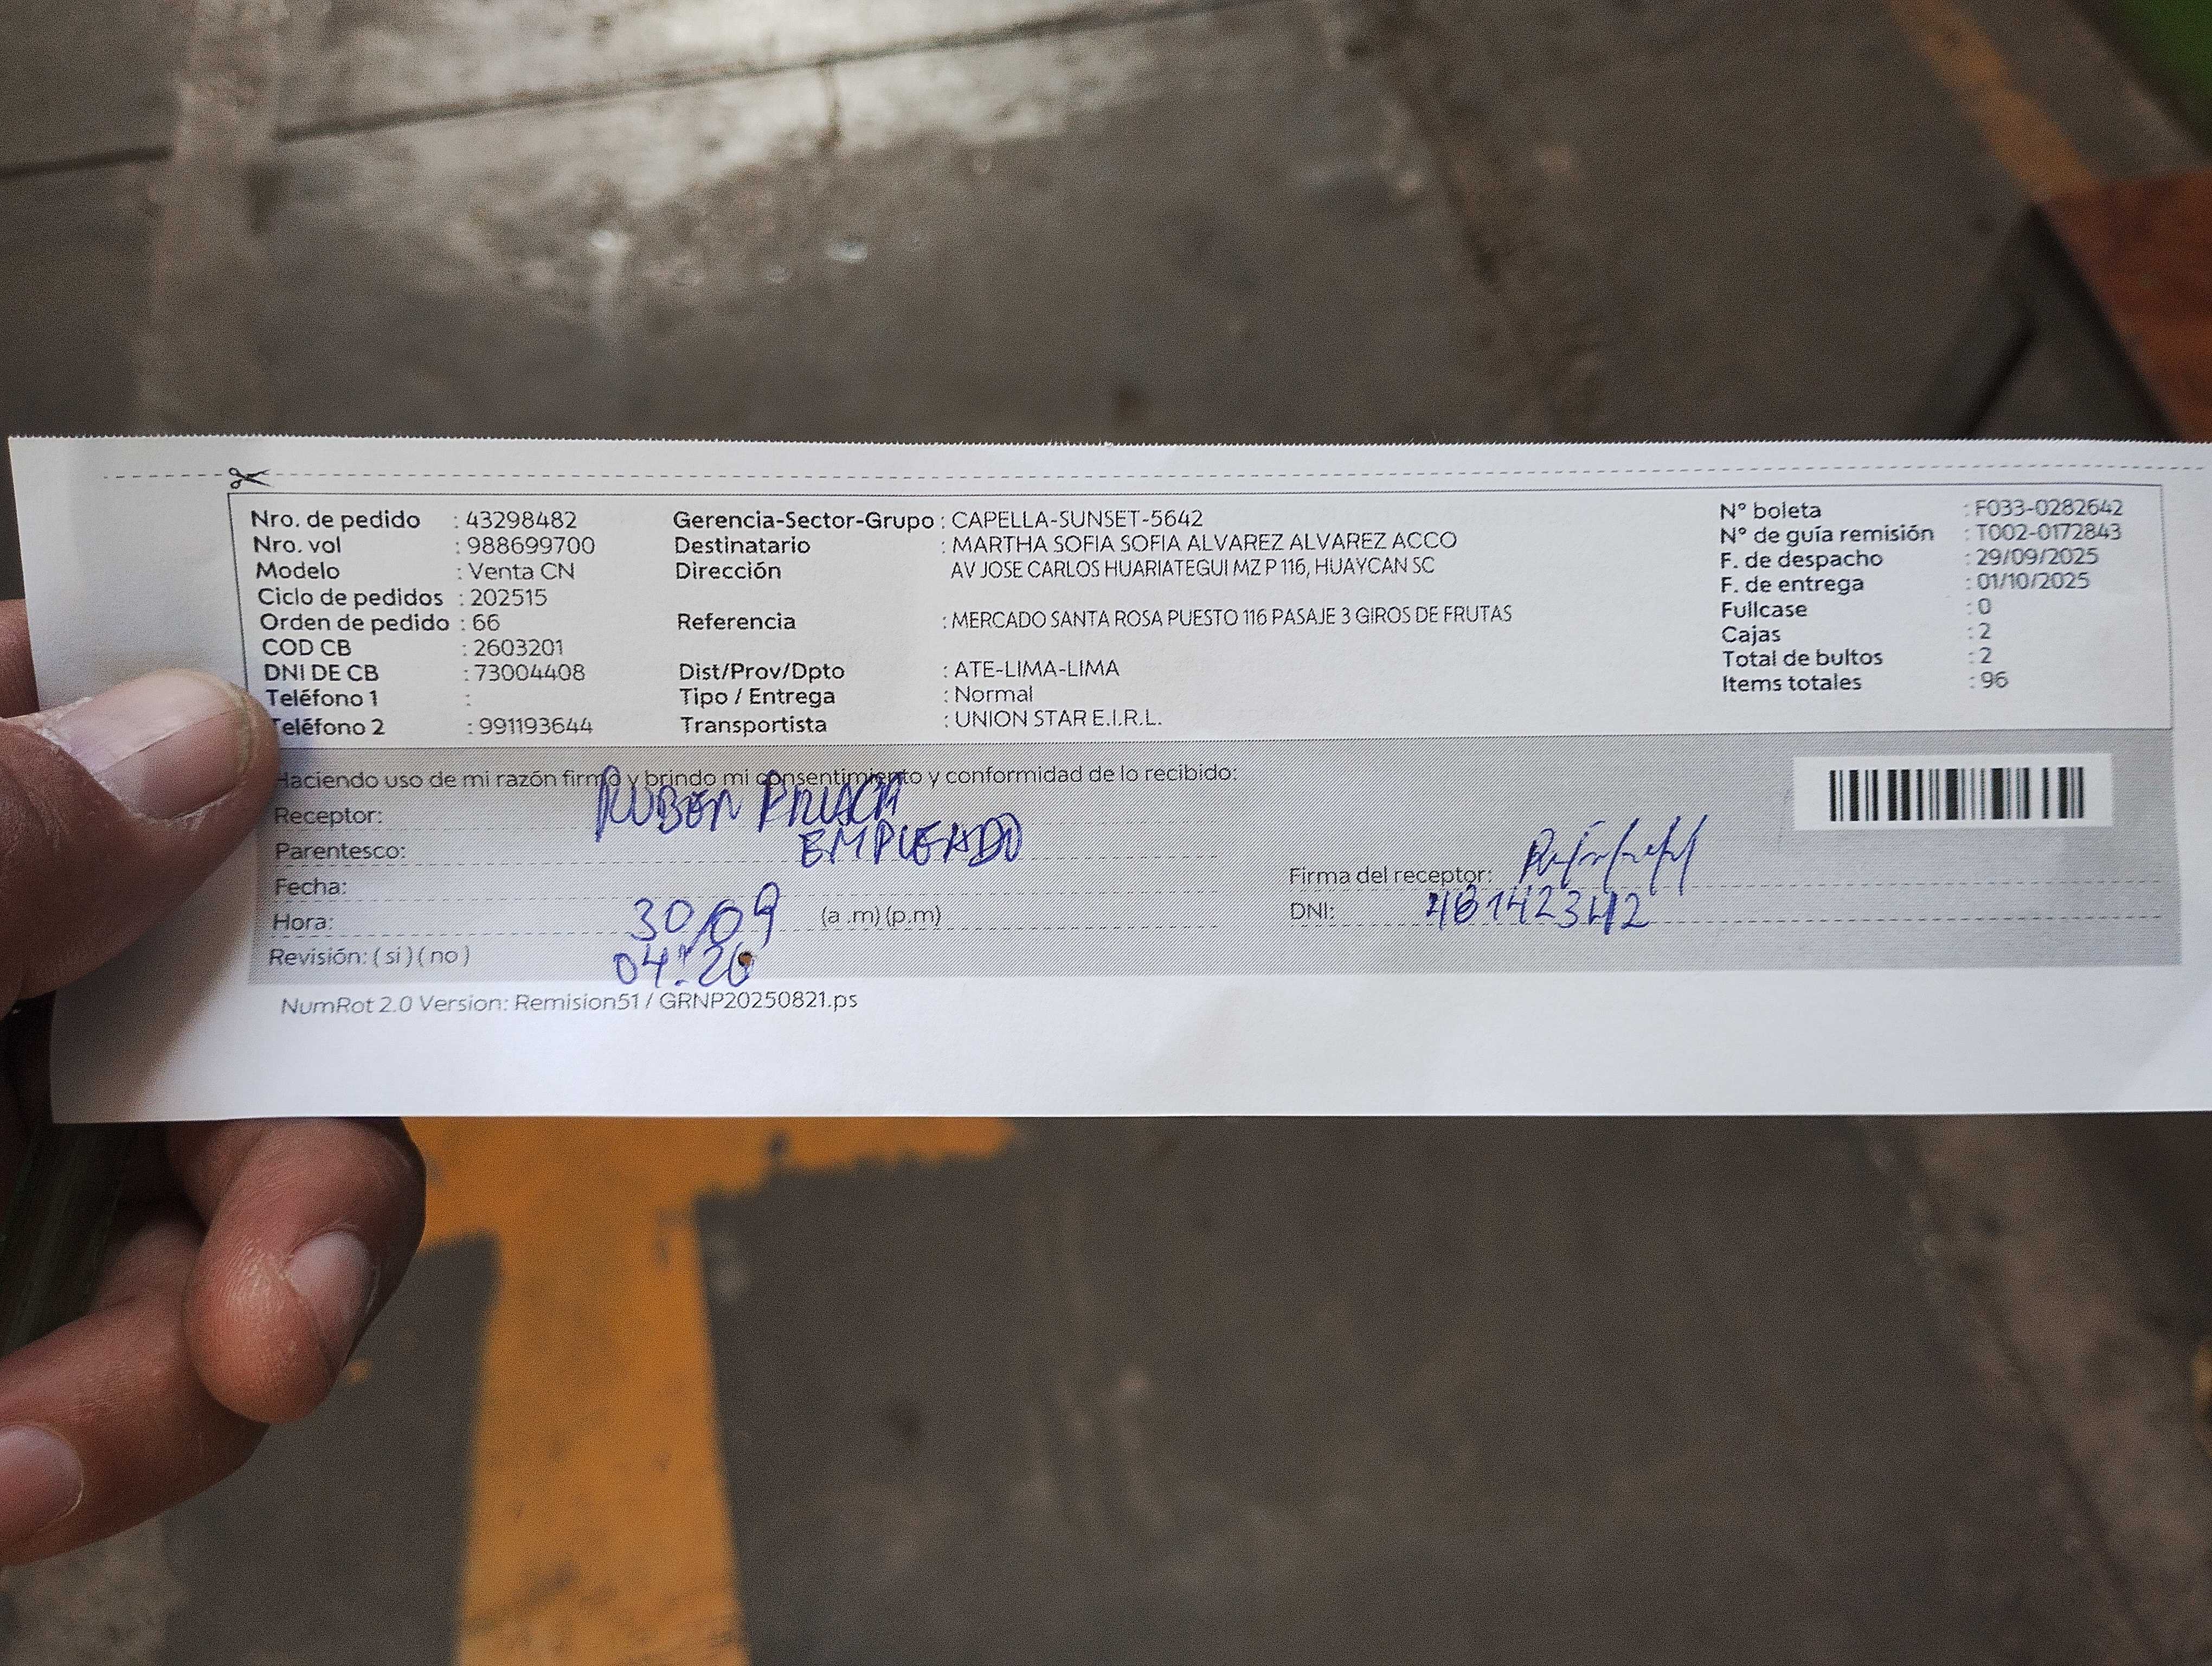 Nro. de pedido : 43298482
Nro. vol : 988699700
Modelo : Venta CN
Ciclo de pedidos : 202515
Orden de pedido : 66
COD CB : 2603201
DNI DE CB : 73004408
Teléfono 1 :
Teléfono 2 : 991193644
Gerencia-Sector-Grupo : CAPELLA-SUNSET-5642
Destinatario : MARTHA SOFIA SOFIA ALVAREZ ALVAREZ ACCO
Dirección AV JOSE CARLOS HUARIATEGUI MZ P 116, HUAYCAN SC
Referencia : MERCADO SANTA ROSA PUESTO 116 PASAJE 3 GIROS DE FRUTAS
Dist/Prov/Dpto : ATE-LIMA-LIMA
Tipo / Entrega : Normal
Transportista : UNION STAR E.I.R.L.
N° boleta : F033-0282642
N° de guía remisión : T002-0172843
F. de despacho : 29/09/2025
F. de entrega : 01/10/2025
Fullcase : 0
Cajas : 2
Total de bultos : 2
Items totales : 96
Haciendo uso de mi razón firmo y brindo mi consentimiento y conformidad de lo recibido:
Receptor: RUBEN
Parentesco: EMPLEADO
Fecha: 30/09
Hora: 04:20 (a .m) (p.m)
Revisión: ( si ) ( no )
Firma del receptor:
DNI:
NumRot 2.0 Version: Remision51 / GRNP20250821.ps